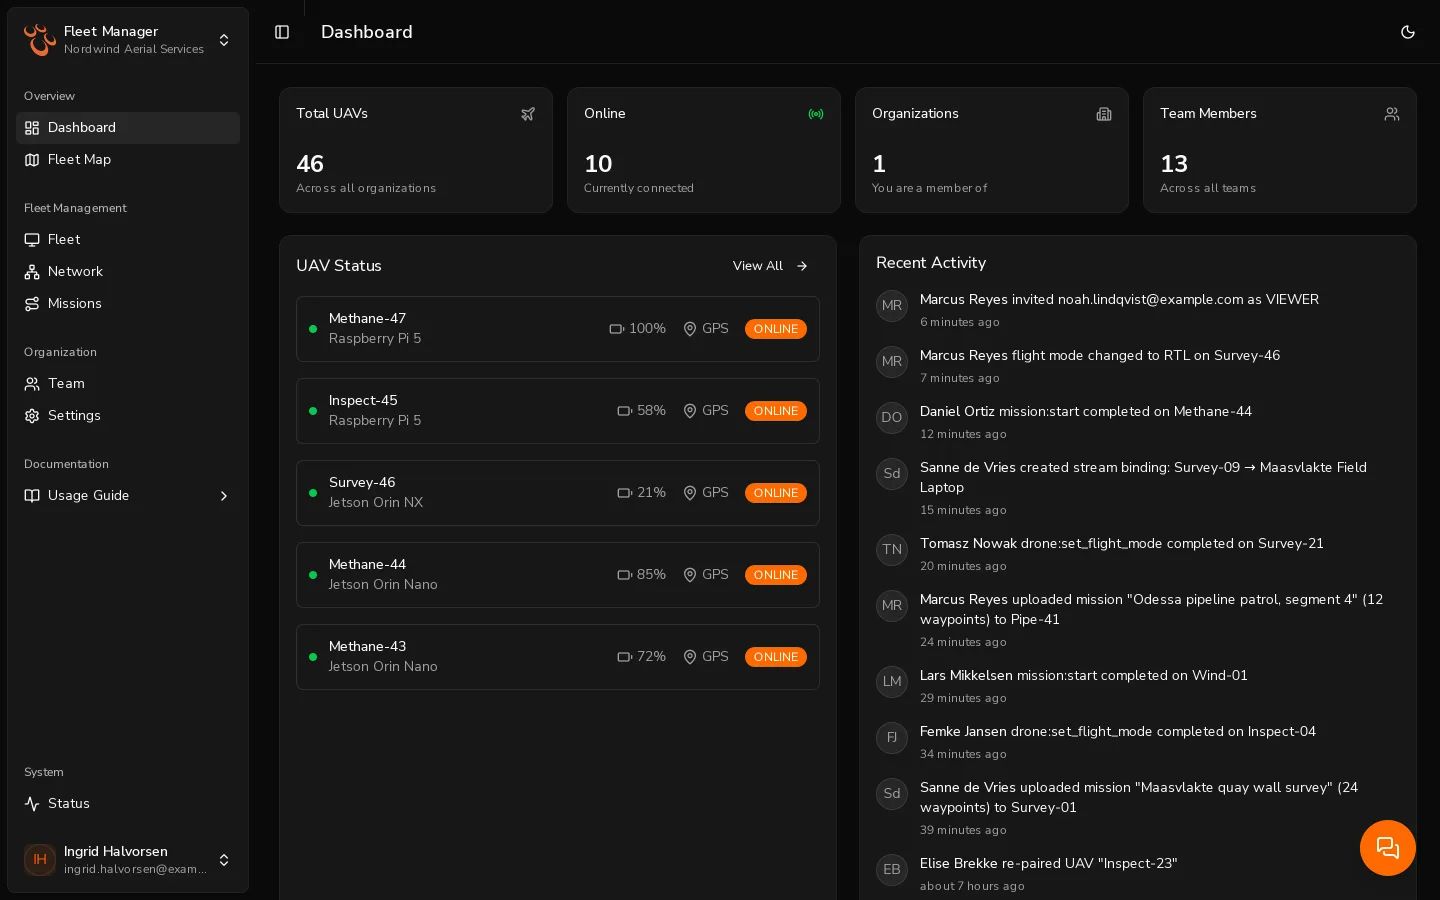 Fleet Manager
Nordwind Aerial Services
Overview
Dashboard
Fleet Map
Fleet Management
Fleet
Network
Missions
Organization
Team
Settings
Documentation
Usage Guide
System
Status
IH
Ingrid Halvorsen
ingrid.halvorsen@exam...
Dashboard
Total UAVs
46
Across all organizations
Online
10
Currently connected
Organizations
1
You are a member of
Team Members
13
Across all teams
UAV Status
View All
Methane-47
Raspberry Pi 5
100% GPS ONLINE
Inspect-45
Raspberry Pi 5
58% GPS ONLINE
Survey-46
Jetson Orin NX
21% GPS ONLINE
Methane-44
Jetson Orin Nano
85% GPS ONLINE
Methane-43
Jetson Orin Nano
72% GPS ONLINE
Recent Activity
MR
Marcus Reyes invited noah.lindqvist@example.com as VIEWER
6 minutes ago
MR
Marcus Reyes flight mode changed to RTL on Survey-46
7 minutes ago
DO
Daniel Ortiz mission:start completed on Methane-44
12 minutes ago
Sd
Sanne de Vries created stream binding: Survey-09 → Maasvlakte Field
Laptop
15 minutes ago
TN
Tomasz Nowak drone:set_flight_mode completed on Survey-21
20 minutes ago
MR
Marcus Reyes uploaded mission "Odessa pipeline patrol, segment 4" (12
waypoints) to Pipe-41
24 minutes ago
LM
Lars Mikkelsen mission:start completed on Wind-01
29 minutes ago
FJ
Femke Jansen drone:set_flight_mode completed on Inspect-04
34 minutes ago
Sd
Sanne de Vries uploaded mission "Maasvlakte quay wall survey" (24
waypoints) to Survey-01
39 minutes ago
EB
Elise Brekke re-paired UAV "Inspect-23"
about 7 hours ago